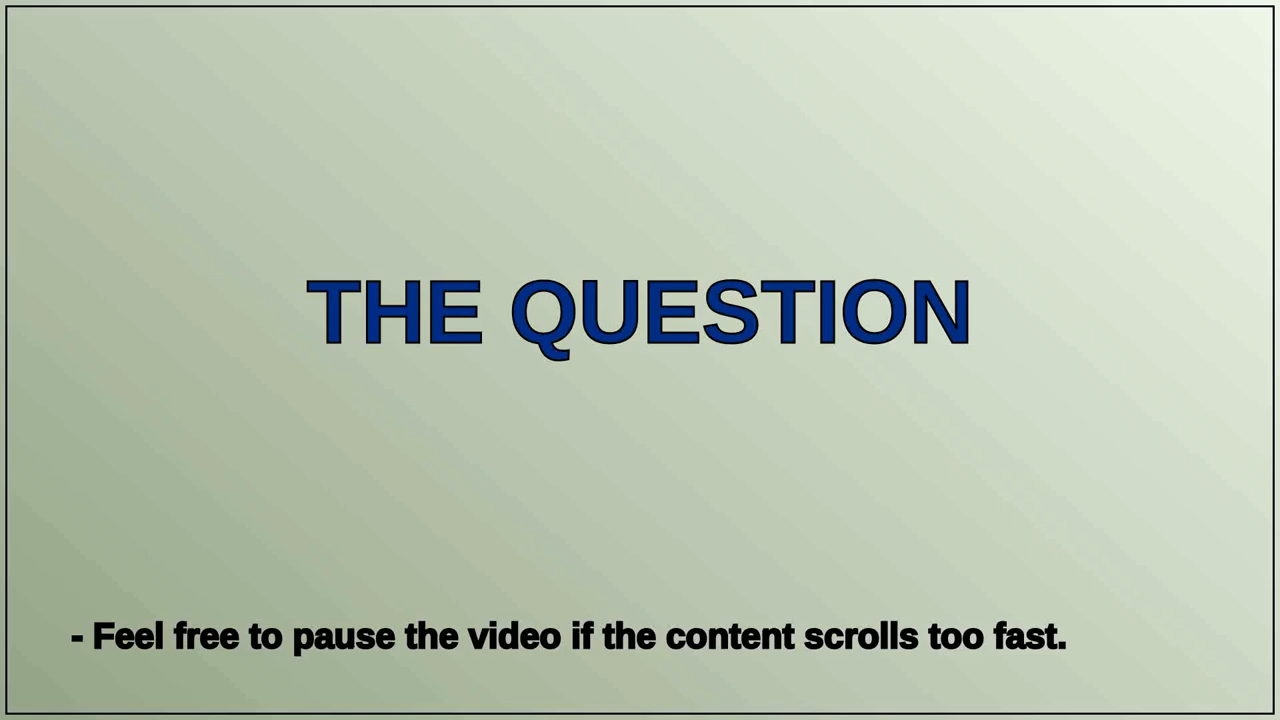 THE QUESTION
- Feel free to pause the video if the content scrolls too fast.